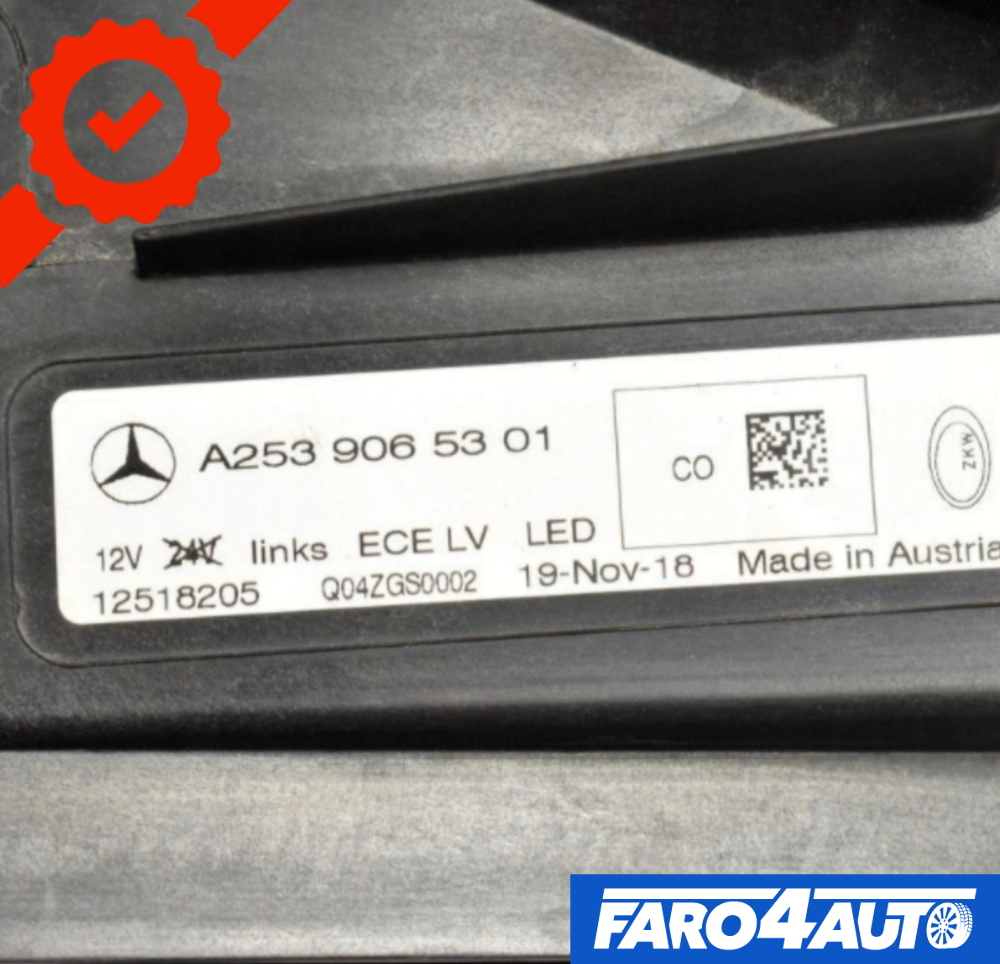 A253 906 53 01
CO
ZKW
12V 24V links ECE LV LED
12518205 Q04ZGS0002 19-Nov-18 Made in Austria
FARO4AUTO